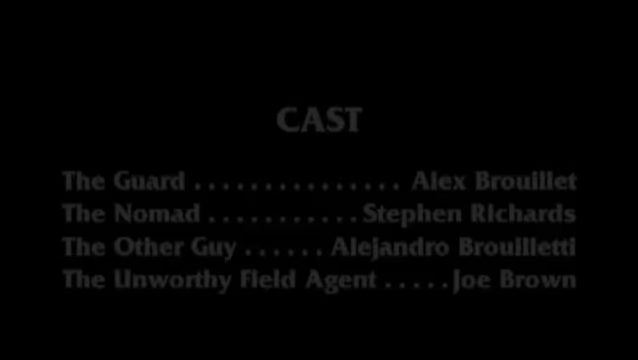 CAST
The Guard . . . . . . . . . . . . . . . Alex Brouillet
The Nomad . . . . . . . . . . . Stephen Richards
The Other Guy . . . . . . Alejandro Brouilletti
The Unworthy Field Agent . . . . . Joe Brown